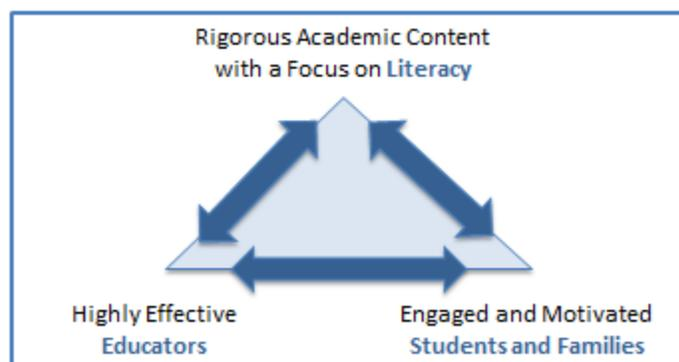 Rigorous Academic Content
with a Focus on Literacy
Highly Effective
Educators
Engaged and Motivated
Students and Families